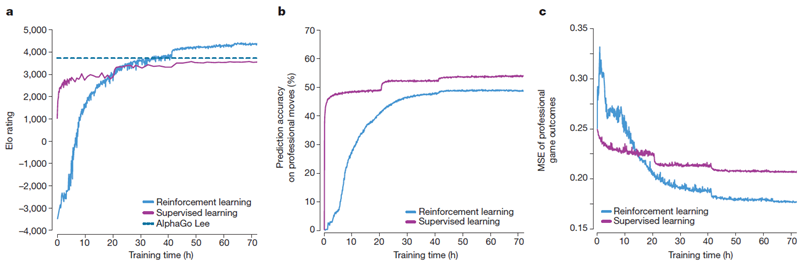 a
5,000
4,000
3,000
2,000
1,000
0
–1,000
–2,000
–3,000
–4,000
Elo rating
0 10 20 30 40 50 60 70
Training time (h)
Reinforcement learning
Supervised learning
AlphaGo Lee
b
70
60
50
40
30
20
10
0
Prediction accuracy
on professional moves (%)
0 10 20 30 40 50 60 70
Training time (h)
Reinforcement learning
Supervised learning
c
0.35
0.30
0.25
0.20
0.15
MSE of professional
game outcomes
0 10 20 30 40 50 60 70
Training time (h)
Reinforcement learning
Supervised learning